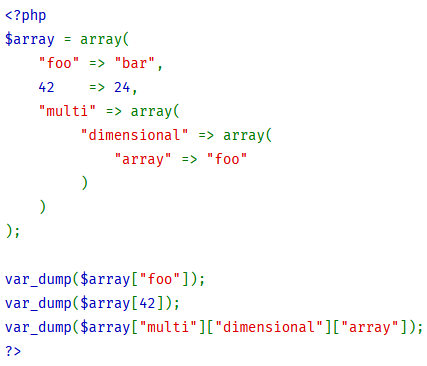 <?php
$array = array(
    "foo" => "bar",
    42    => 24,
    "multi" => array(
         "dimensional" => array(
             "array" => "foo"
         )
    )
);

var_dump($array["foo"]);
var_dump($array[42]);
var_dump($array["multi"]["dimensional"]["array"]);
?>